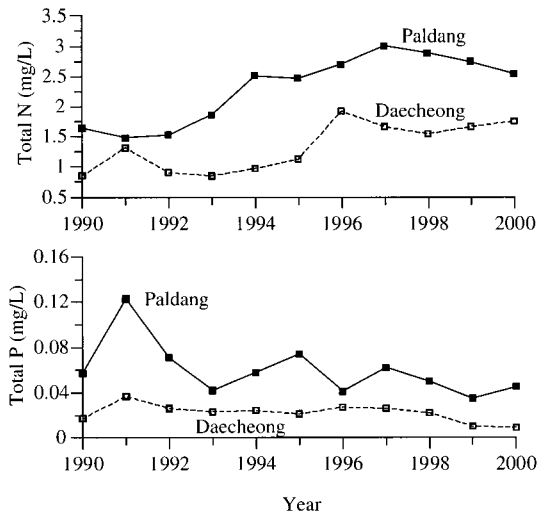 Total N (mg/L)
3.5
3
2.5
2
1.5
1
0.5
Paldang
Daecheong
1990 1992 1994 1996 1998 2000
Total P (mg/L)
0.16
0.12
0.08
0.04
0
Paldang
Daecheong
1990 1992 1994 1996 1998 2000
Year